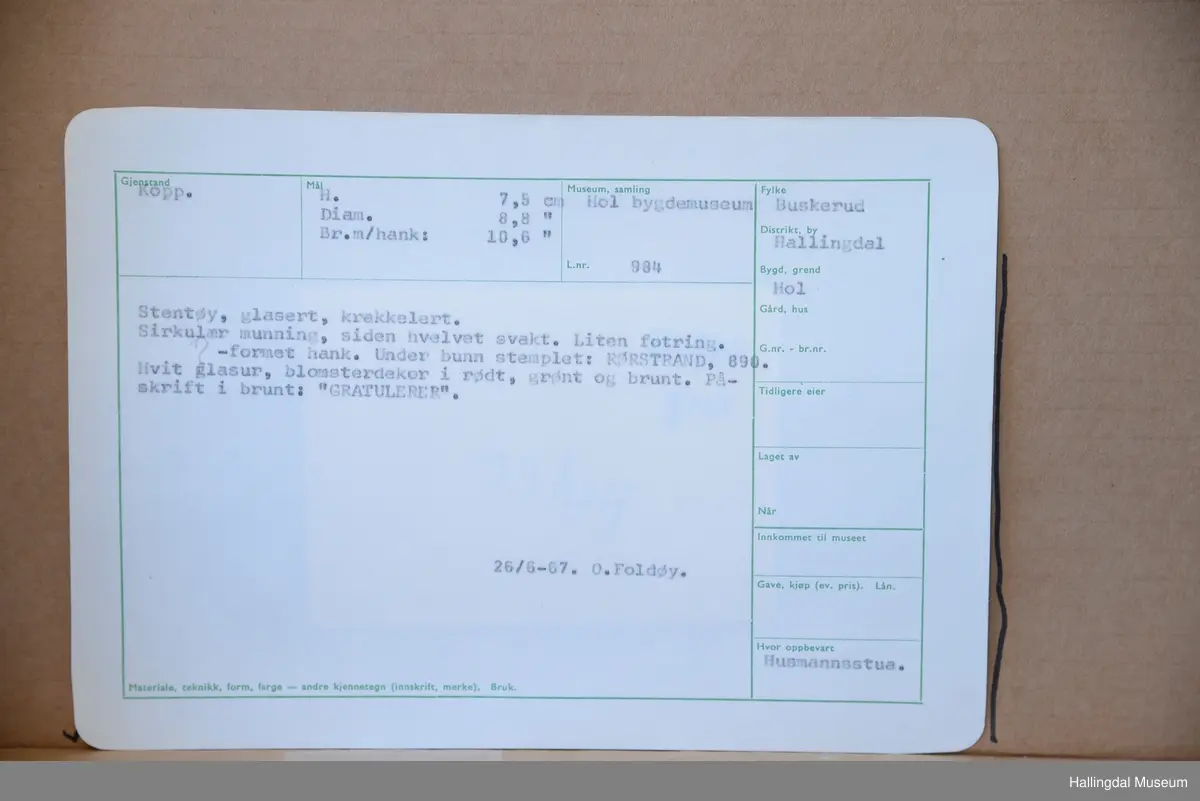 Gjenstand
Kopp.
Mål
H. 7,5 cm
Diam. 8,8 "
Br.m/hank: 10,6 "
Museum, samling
Hol bygdemuseum
L.nr. 984
Fylke
Buskerud
Distrikt, by
Hallingdal
Bygd, grend
Hol
Gård, hus
G.nr. - br.nr.
Tidligere eier
Laget av
Når
Innkommet til museet
Gave, kjøp (ev. pris). Lån.
Hvor oppbevart
Husmannsstua.
Stentøy, glasert, krakkelert.
Sirkulær munning, siden hvelvet svakt. Liten fotring.
?-formet hank. Under bunn stemplet: RØRSTRAND, 890.
Hvit glasur, blomsterdekor i rødt, grønt og brunt. På-
skrift i brunt: "GRATULERER".
26/6-67. O.Foldøy.
Materiale, teknikk, form, farge — andre kjennetegn (innskrift, merke). Bruk.
Hallingdal Museum